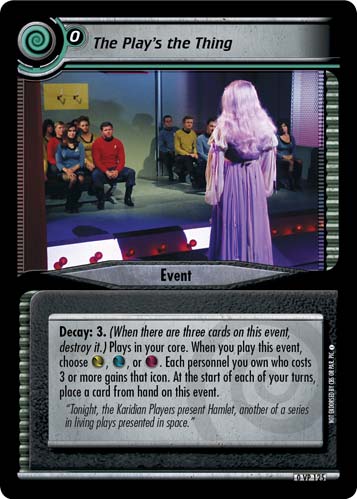 0 The Play's the Thing
Event
Decay: 3. (When there are three cards on this event,
destroy it.) Plays in your core. When you play this event,
choose , , or . Each personnel you own who costs
3 or more gains that icon. At the start of each of your turns,
place a card from hand on this event.
"Tonight, the Karidian Players present Hamlet, another of a series
in living plays presented in space."
NOT ENDORSED BY CBS OR PAR. PIC.
0 VP 125